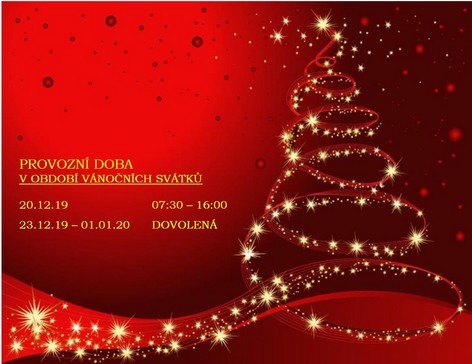 PROVOZNÍ DOBA
V OBDOBÍ VÁNOČNÍCH SVÁTKŮ
20.12.19 07:30 – 16:00
23.12.19 – 01.01.20 DOVOLENÁ